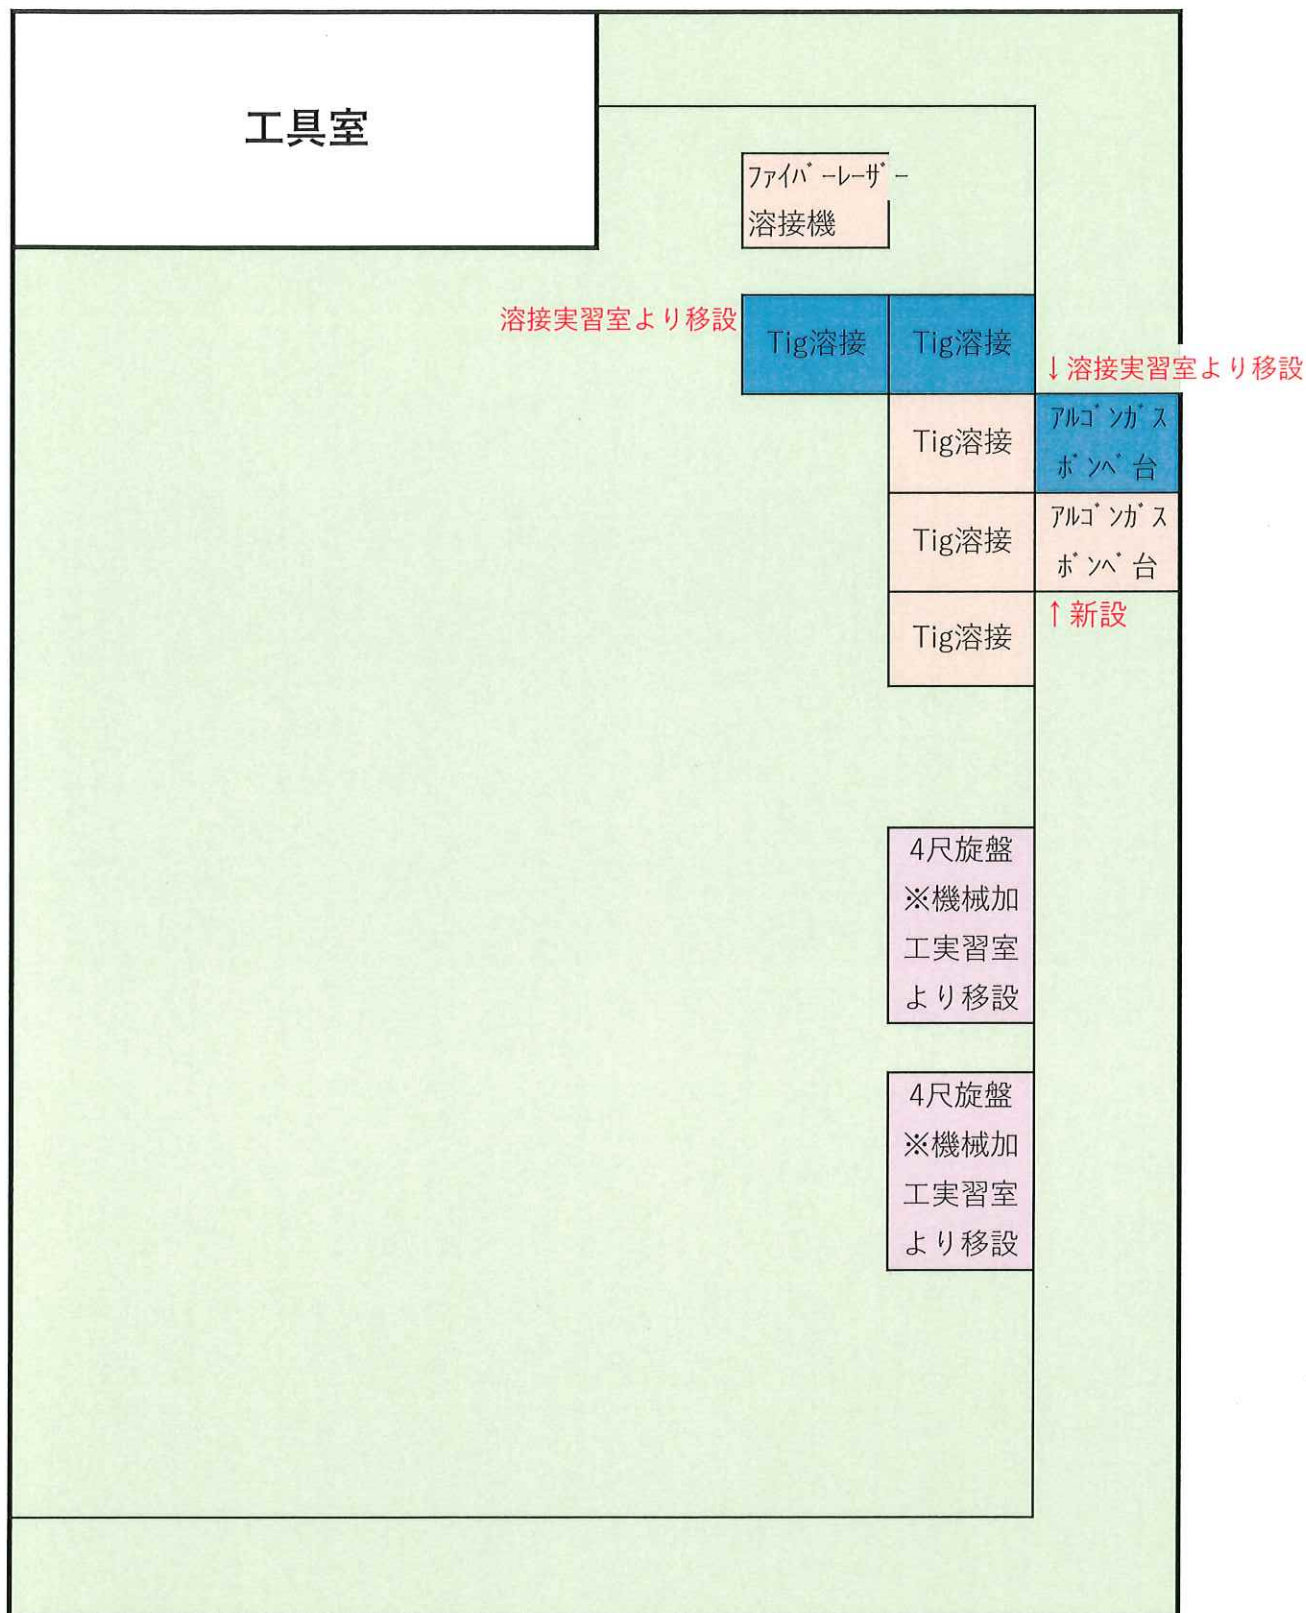 工具室
ﾌｧｲﾊﾞｰﾚｰｻﾞｰ
溶接機
溶接実習室より移設
Tig溶接
Tig溶接
↓溶接実習室より移設
Tig溶接
ｱﾙｺﾞﾝｶﾞｽ
ﾎﾞﾝﾍﾞ台
Tig溶接
ｱﾙｺﾞﾝｶﾞｽ
ﾎﾞﾝﾍﾞ台
↑新設
Tig溶接
4尺旋盤
※機械加
工実習室
より移設
4尺旋盤
※機械加
工実習室
より移設